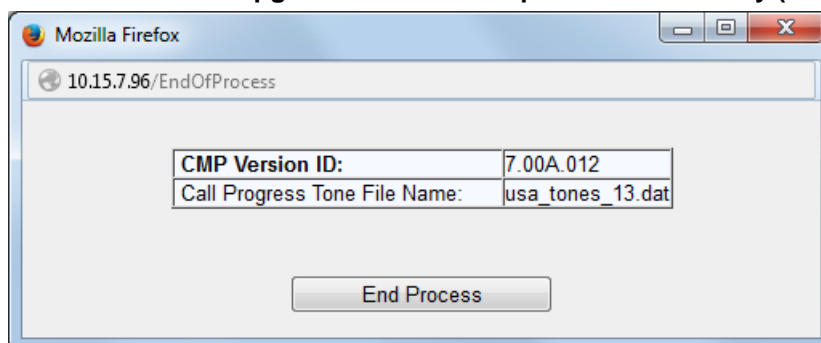 Mozilla Firefox
10.15.7.96/EndOfProcess
CMP Version ID: 7.00A.012
Call Progress Tone File Name: usa_tones_13.dat
End Process